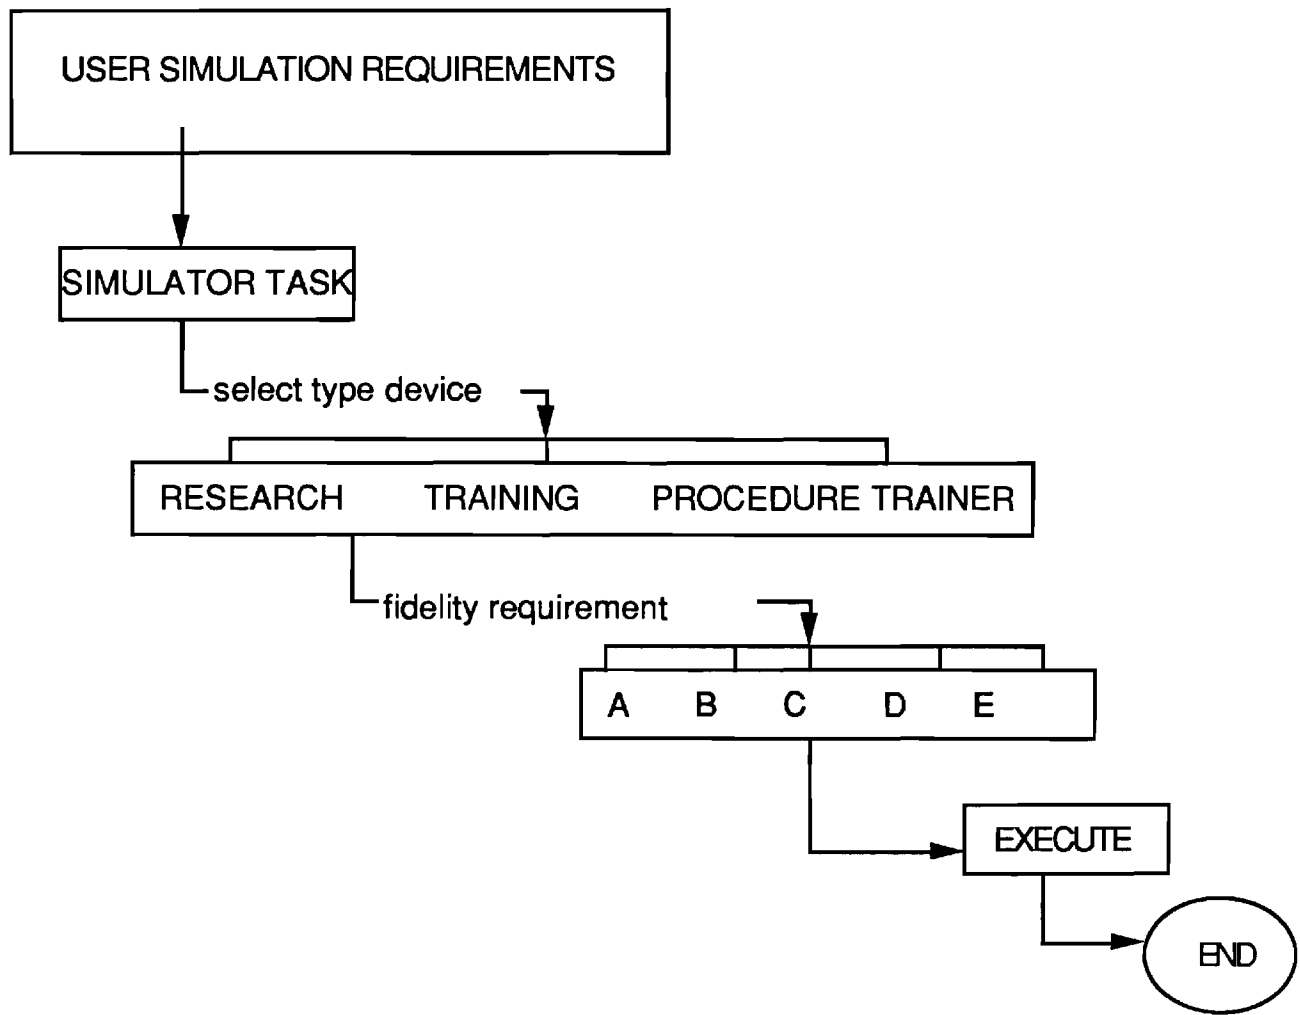 USER SIMULATION REQUIREMENTS
SIMULATOR TASK
select type device
RESEARCH TRAINING PROCEDURE TRAINER
fidelity requirement
A B C D E
EXECUTE
END